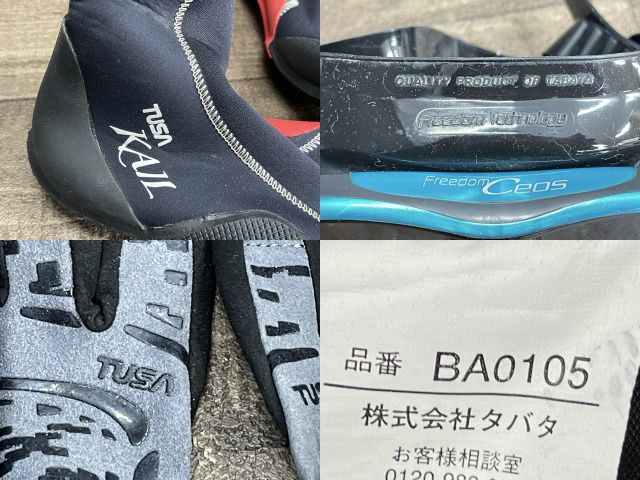 TUSA
KAIL
QUALITY PRODUCT OF TABATA
Freedom technology
Freedom Ceos
TUSA
TUSA
品番 BA0105
株式会社タバタ
お客様相談室